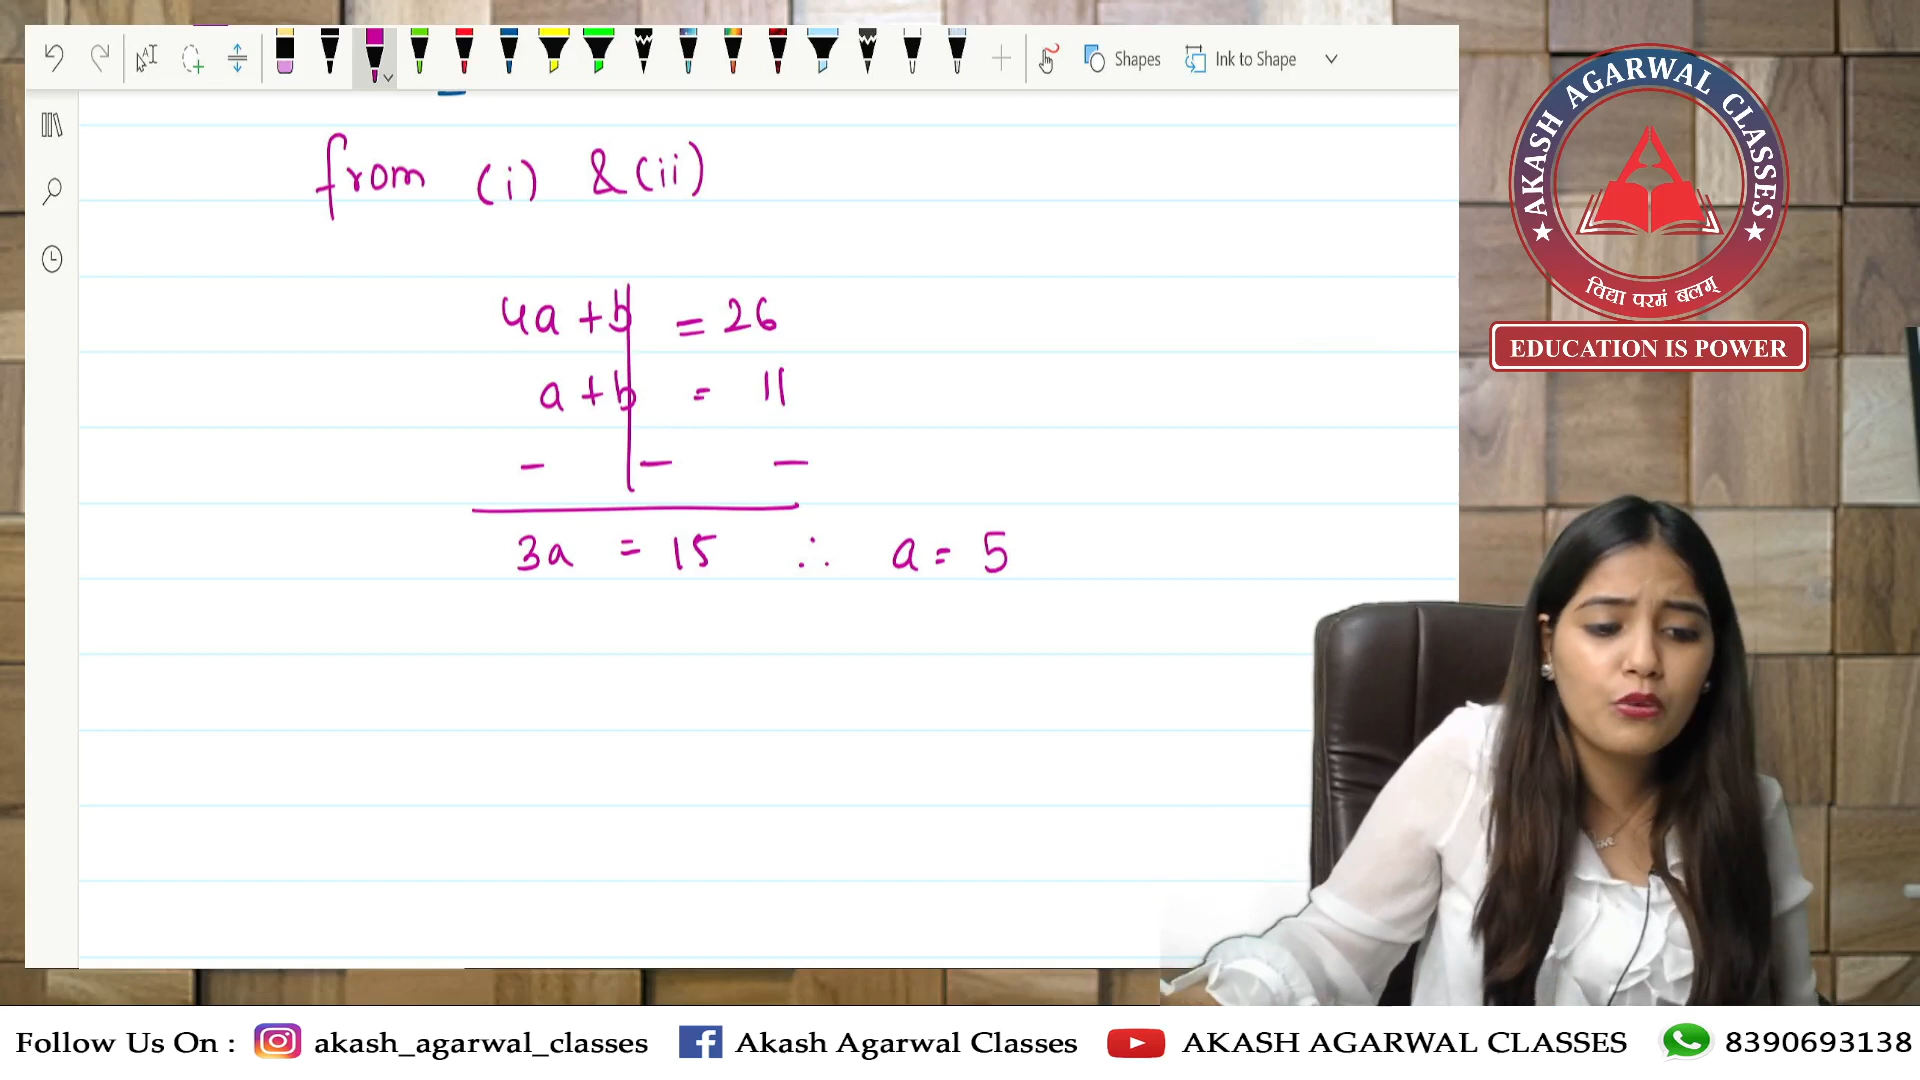 Shapes
Ink to Shape
from (i) & (ii)
4a + b = 26
a + b = 11
- - -
3a = 15 ∴ a = 5
AKASH AGARWAL CLASSES
विद्या परमं बलम्
EDUCATION IS POWER
Follow Us On : akash_agarwal_classes Akash Agarwal Classes AKASH AGARWAL CLASSES 8390693138